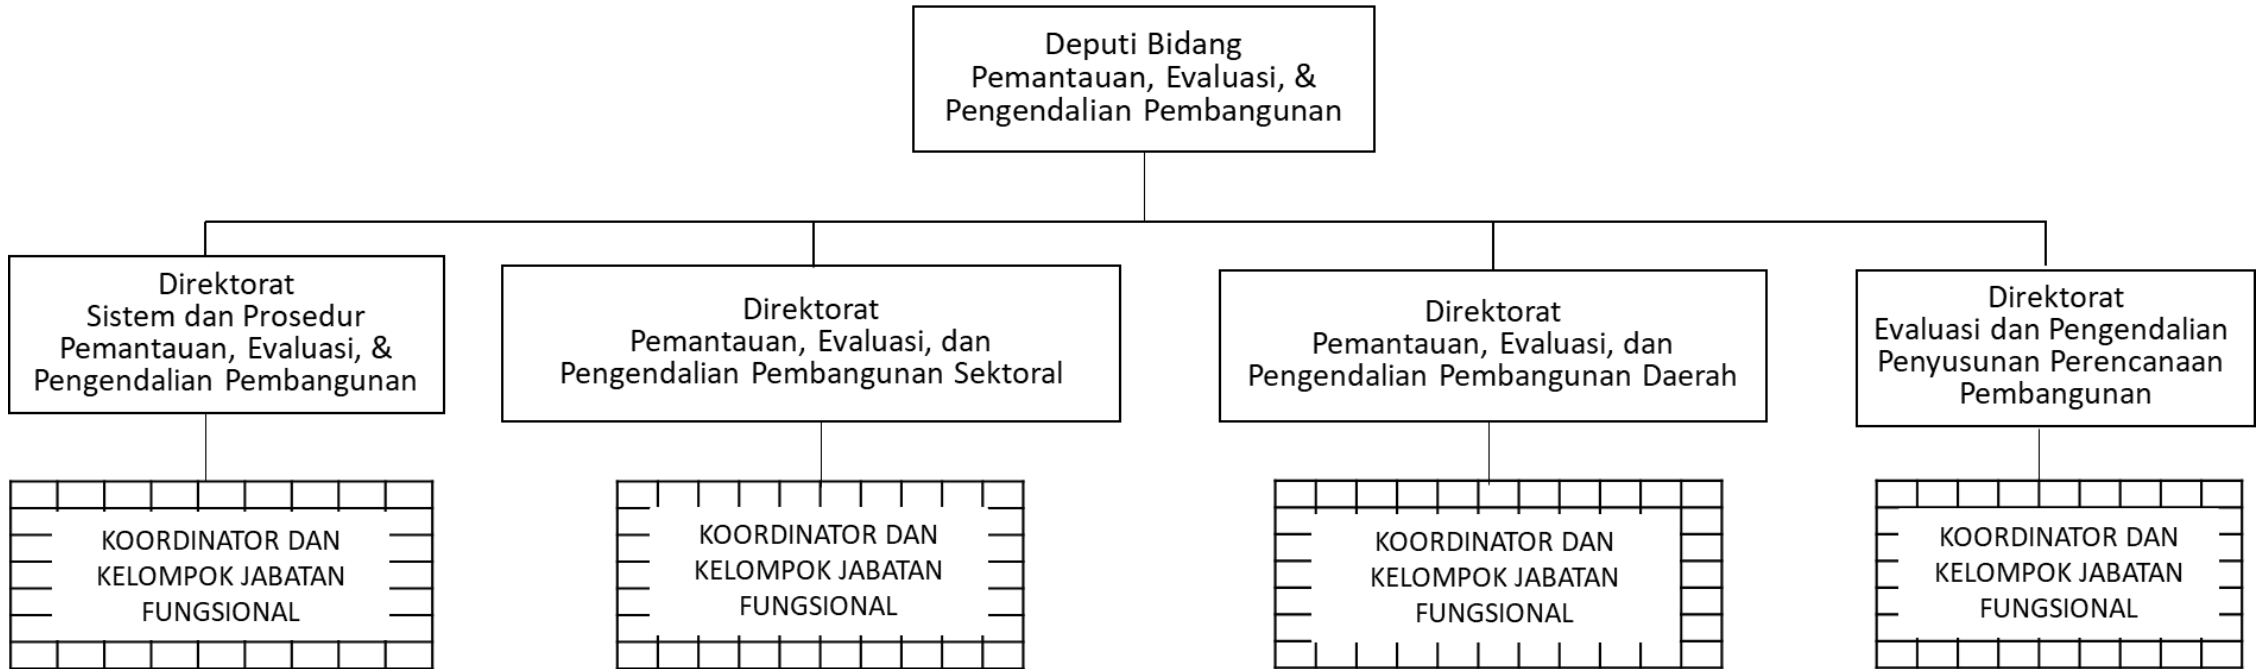 Deputi Bidang
Pemantauan, Evaluasi, &
Pengendalian Pembangunan
Direktorat
Sistem dan Prosedur
Pemantauan, Evaluasi, &
Pengendalian Pembangunan
Direktorat
Pemantauan, Evaluasi, dan
Pengendalian Pembangunan Sektoral
Direktorat
Pemantauan, Evaluasi, dan
Pengendalian Pembangunan Daerah
Direktorat
Evaluasi dan Pengendalian
Penyusunan Perencanaan
Pembangunan
KOORDINATOR DAN
KELOMPOK JABATAN
FUNGSIONAL
KOORDINATOR DAN
KELOMPOK JABATAN
FUNGSIONAL
KOORDINATOR DAN
KELOMPOK JABATAN
FUNGSIONAL
KOORDINATOR DAN
KELOMPOK JABATAN
FUNGSIONAL